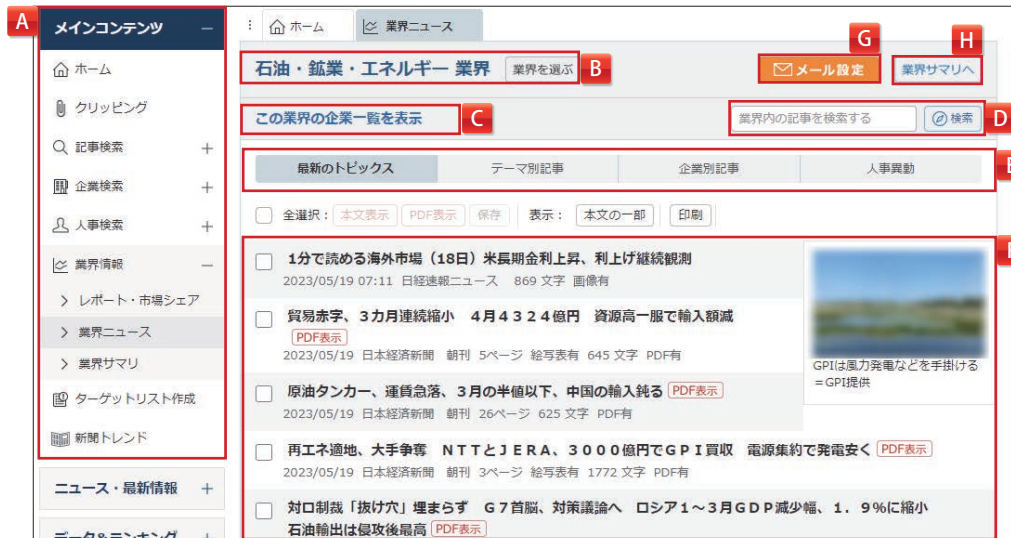 A
メインコンテンツ －
ホーム
クリッピング
記事検索 ＋
企業検索 ＋
人事検索 ＋
業界情報 －
> レポート・市場シェア
> 業界ニュース
> 業界サマリ
ターゲットリスト作成
新聞トレンド
ニュース・最新情報 ＋
ホーム 業界ニュース
石油・鉱業・エネルギー 業界 業界を選ぶ B
G
メール設定
H
業界サマリへ
この業界の企業一覧を表示 C
業界内の記事を検索する 検索 D
最新のトピックス テーマ別記事 企業別記事 人事異動
全選択： 本文表示 PDF表示 保存 表示： 本文の一部 印刷
1分で読める海外市場（18日）米長期金利上昇、利上げ継続観測
2023/05/19 07:11 日経速報ニュース 869 文字 画像有
貿易赤字、３カ月連続縮小 ４月４３２４億円 資源高一服で輸入額減
PDF表示
2023/05/19 日本経済新聞 朝刊 5ページ 絵写表有 645 文字 PDF有
GPIは風力発電などを手掛ける
＝GPI提供
原油タンカー、運賃急落、３月の半値以下、中国の輸入鈍る PDF表示
2023/05/19 日本経済新聞 朝刊 26ページ 625 文字 PDF有
再エネ適地、大手争奪 ＮＴＴとＪＥＲＡ、３０００億円でＧＰＩ買収 電源集約で発電安く PDF表示
2023/05/19 日本経済新聞 朝刊 3ページ 絵写表有 1772 文字 PDF有
対ロ制裁「抜け穴」埋まらず Ｇ７首脳、対策議論へ ロシア１～３月ＧＤＰ減少幅、１．９％に縮小
石油輸出は侵攻後最高 PDF表示